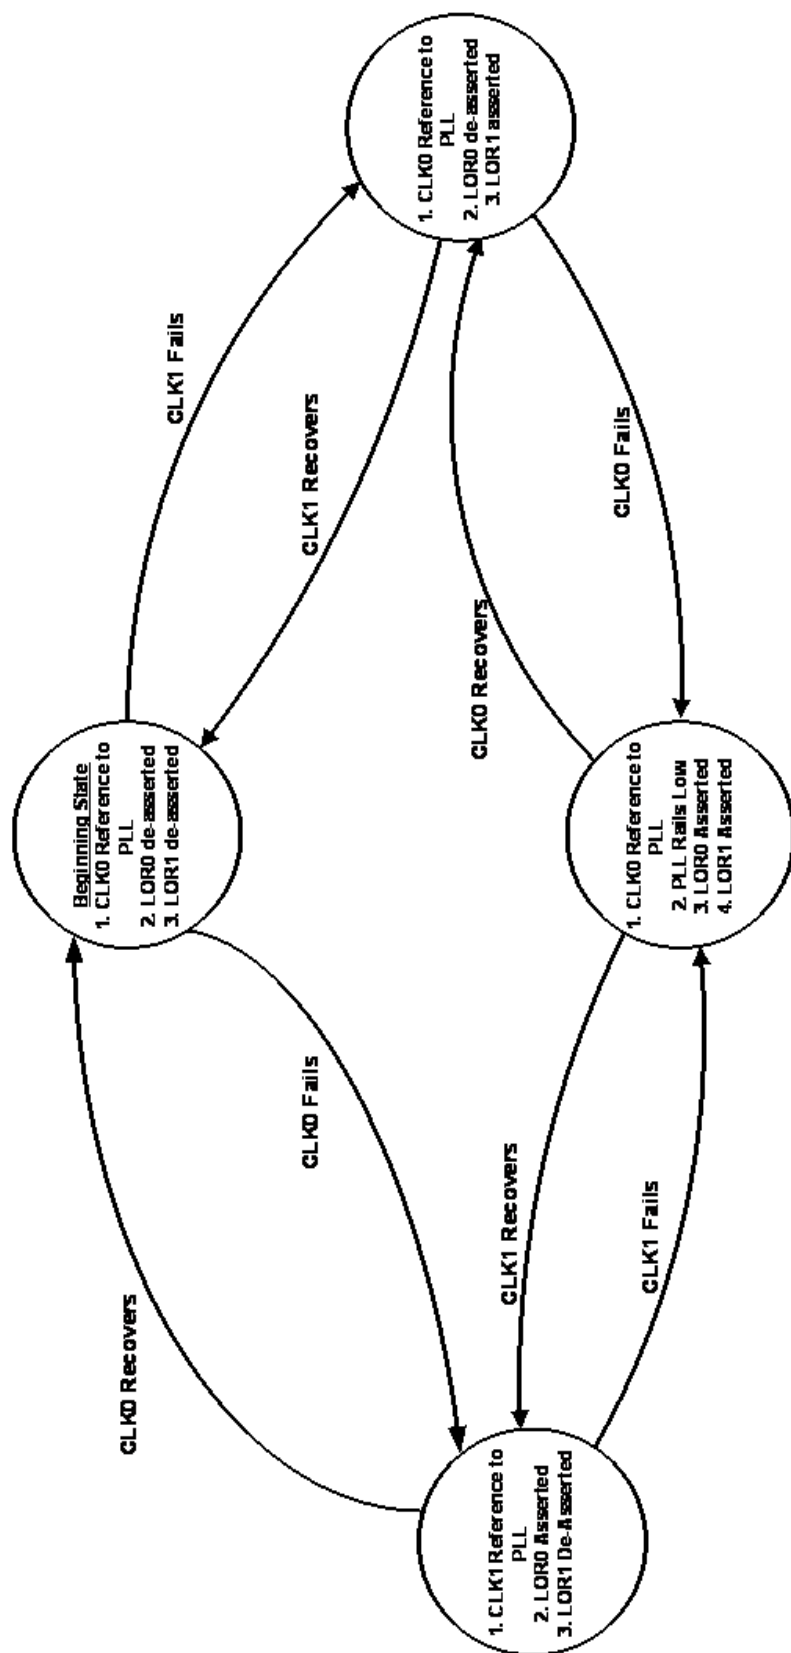 Beginning State
1. CLK0 Reference to
PLL
2. LOR0 de-asserted
3. LOR1 de-asserted
CLK0 Recovers
CLK0 Fails
CLK1 Fails
CLK1 Recovers
1. CLK1 Reference to
PLL
2. LOR0 Asserted
3. LOR1 De-Asserted
1. CLK0 Reference to
PLL
2. LOR0 de-asserted
3. LOR1 asserted
CLK1 Recovers
CLK1 Fails
CLK0 Recovers
CLK0 Fails
1. CLK0 Reference to
PLL
2. PLL Rails Low
3. LOR0 Asserted
4. LOR1 Asserted